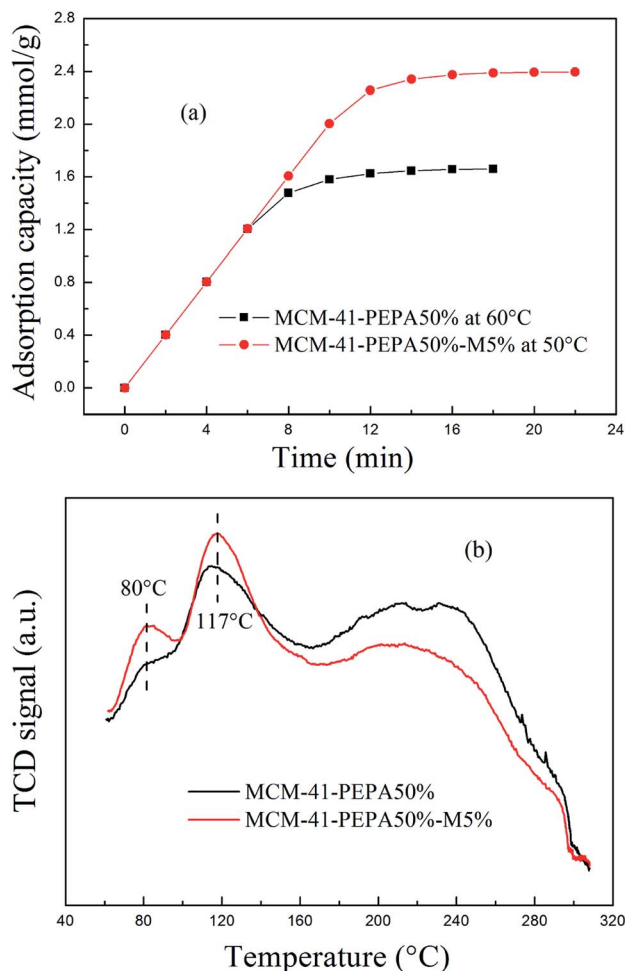 2.4
(a)
2.0
1.6
1.2
0.8
MCM-41-PEPA50% at 60°C
0.4
MCM-41-PEPA50%-M5% at 50°C
0.0
Adsorption capacity (mmol/g)
0 4 8 12 16 20 24
Time (min)
(b)
80°C
117°C
TCD signal (a.u.)
MCM-41-PEPA50%
MCM-41-PEPA50%-M5%
40 80 120 160 200 240 280 320
Temperature (°C)